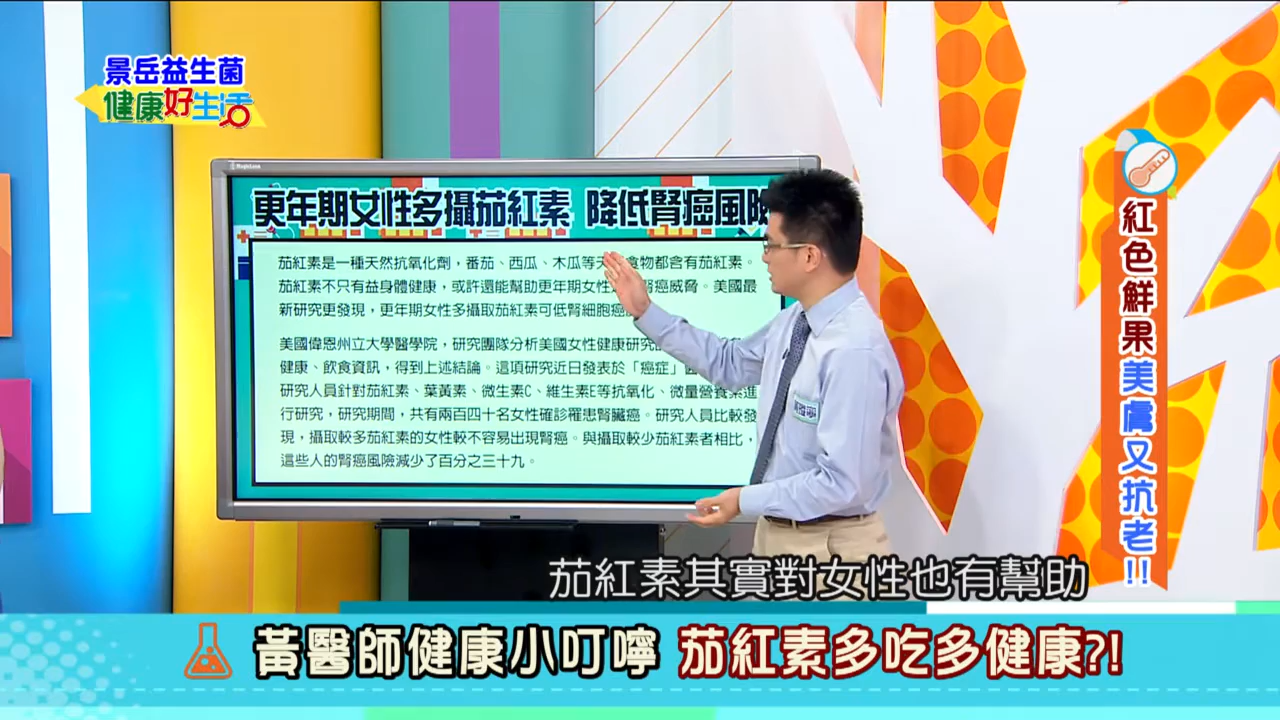 景岳益生菌
健康好生活
更年期女性多攝茄紅素 降低腎癌風險
茄紅素是一種天然抗氧化劑，番茄、西瓜、木瓜等天 食物都含有茄紅素。
茄紅素不只有益身體健康，或許還能幫助更年期女性 腎癌威脅。美國最
新研究更發現，更年期女性多攝取茄紅素可低腎細胞癌
美國偉恩州立大學醫學院，研究團隊分析美國女性健康研究
健康、飲食資訊，得到上述結論。這項研究近日發表於「癌症」
研究人員針對茄紅素、葉黃素、微生素C、維生素E等抗氧化、微量營養素進
行研究，研究期間，共有兩百四十名女性確診罹患腎臟癌。研究人員比較發
現，攝取較多茄紅素的女性較不容易出現腎癌。與攝取較少茄紅素者相比，
這些人的腎癌風險減少了百分之三十九。
紅色鮮果美膚又抗老!!
茄紅素其實對女性也有幫助
黃醫師健康小叮嚀 茄紅素多吃多健康?!